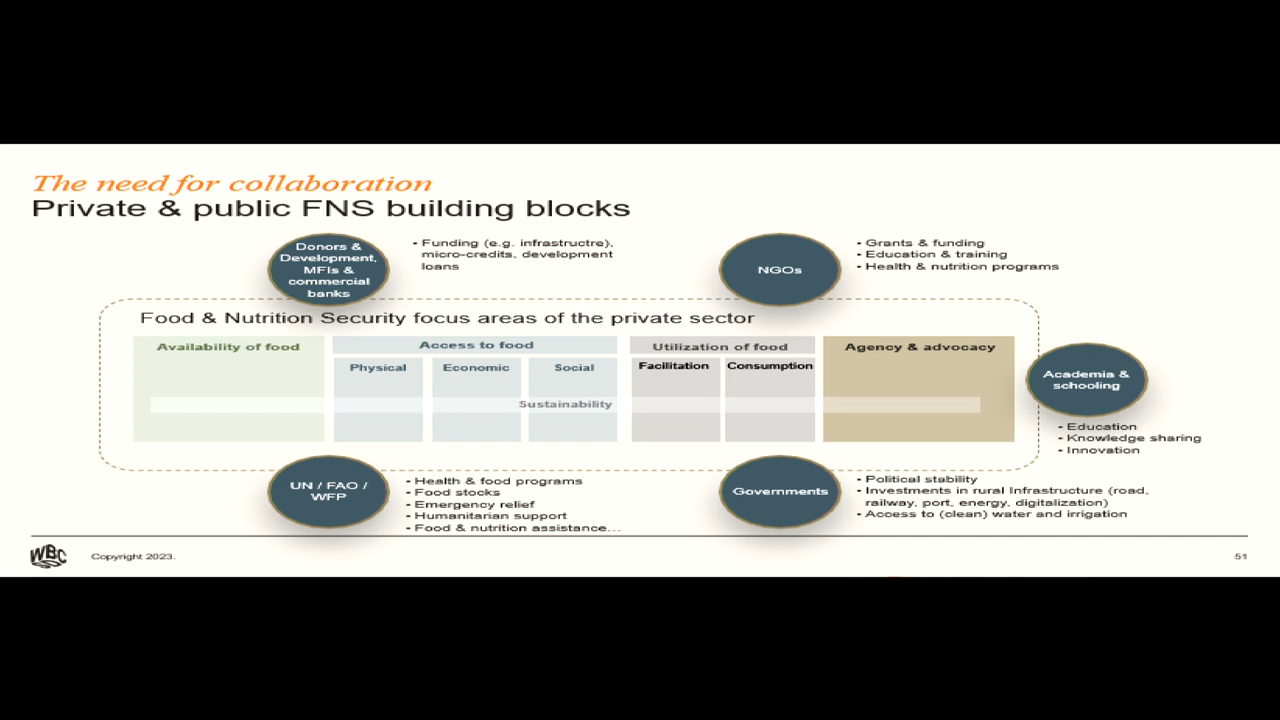 The need for collaboration
Private & public FNS building blocks
Donors &
Development,
MFIs &
commercial
banks
- Funding (e.g. infrastructre),
micro-credits, development
loans
NGOs
- Grants & funding
- Education & training
- Health & nutrition programs
Food & Nutrition Security focus areas of the private sector
Availability of food
Access to food
Physical
Economic
Social
Utilization of food
Facilitation
Consumption
Agency & advocacy
Sustainability
Academia &
schooling
- Education
- Knowledge sharing
- Innovation
UN / FAO /
WFP
- Health & food programs
- Food stocks
- Emergency relief
- Humanitarian support
- Food & nutrition assistance...
Governments
- Political stability
- Investments in rural Infrastructure (road,
railway, port, energy, digitalization)
- Access to (clean) water and irrigation
WBC
Copyright 2023.
51